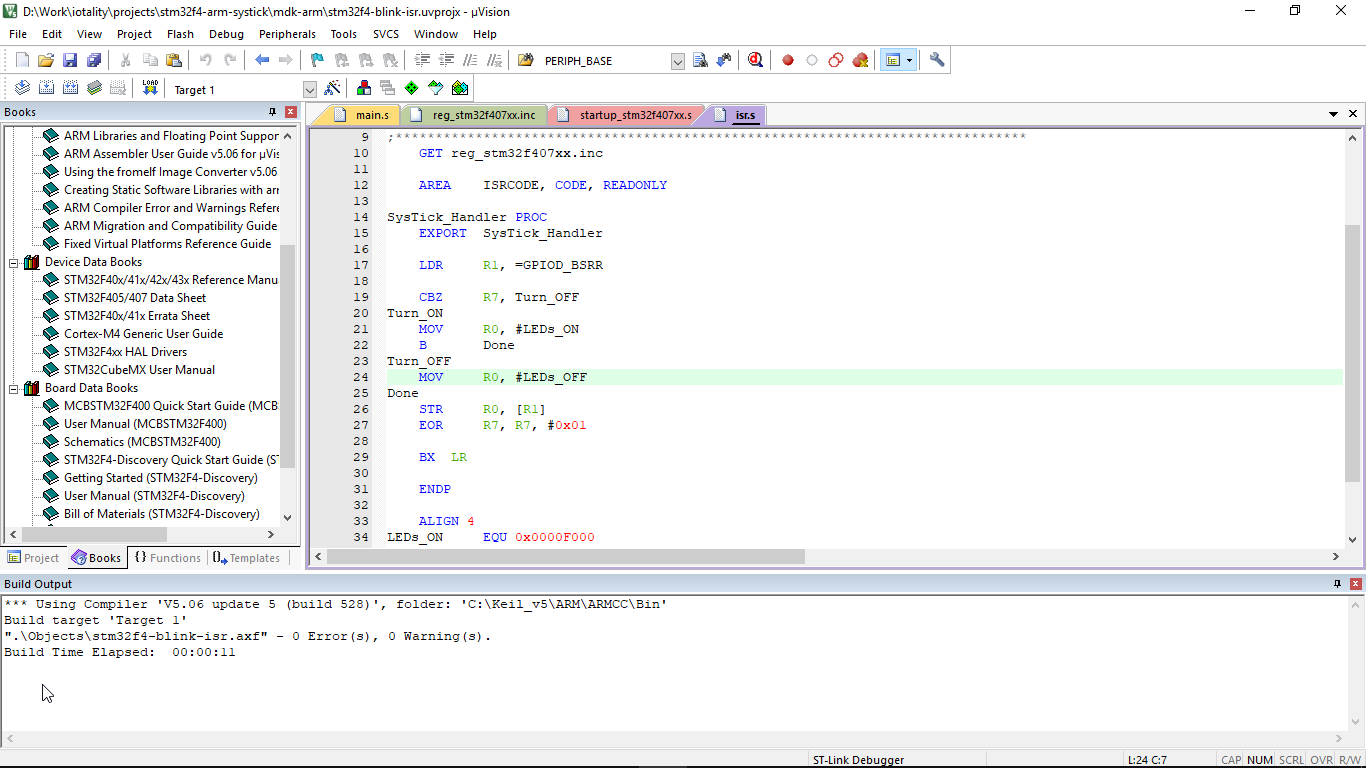 D:\Work\iotality\projects\stm32f4-arm-systick\mdk-arm\stm32f4-blink-isr.uvprojx - µVision
File Edit View Project Flash Debug Peripherals Tools SVCS Window Help
PERIPH_BASE
LOAD
Target 1
Books
ARM Libraries and Floating Point Suppor
ARM Assembler User Guide v5.06 for µVis
Using the fromelf Image Converter v5.06
Creating Static Software Libraries with arr
ARM Compiler Error and Warnings Refere
ARM Migration and Compatibility Guide
Fixed Virtual Platforms Reference Guide
Device Data Books
STM32F40x/41x/42x/43x Reference Manu
STM32F405/407 Data Sheet
STM32F40x/41x Errata Sheet
Cortex-M4 Generic User Guide
STM32F4xx HAL Drivers
STM32CubeMX User Manual
Board Data Books
MCBSTM32F400 Quick Start Guide (MCB
User Manual (MCBSTM32F400)
Schematics (MCBSTM32F400)
STM32F4-Discovery Quick Start Guide (ST
Getting Started (STM32F4-Discovery)
User Manual (STM32F4-Discovery)
Bill of Materials (STM32F4-Discovery)
Project Books {} Functions Templates
main.s reg_stm32f407xx.inc startup_stm32f407xx.s isr.s
9 ;*******************************************************************************
10 GET reg_stm32f407xx.inc
11
12 AREA ISRCODE, CODE, READONLY
13
14 SysTick_Handler PROC
15 EXPORT SysTick_Handler
16
17 LDR R1, =GPIOD_BSRR
18
19 CBZ R7, Turn_OFF
20 Turn_ON
21 MOV R0, #LEDs_ON
22 B Done
23 Turn_OFF
24 MOV R0, #LEDs_OFF
25 Done
26 STR R0, [R1]
27 EOR R7, R7, #0x01
28
29 BX LR
30
31 ENDP
32
33 ALIGN 4
34 LEDs_ON EQU 0x0000F000
Build Output
*** Using Compiler 'V5.06 update 5 (build 528)', folder: 'C:\Keil_v5\ARM\ARMCC\Bin'
Build target 'Target 1'
".\Objects\stm32f4-blink-isr.axf" - 0 Error(s), 0 Warning(s).
Build Time Elapsed: 00:00:11
ST-Link Debugger L:24 C:7 CAP NUM SCRL OVR R/W